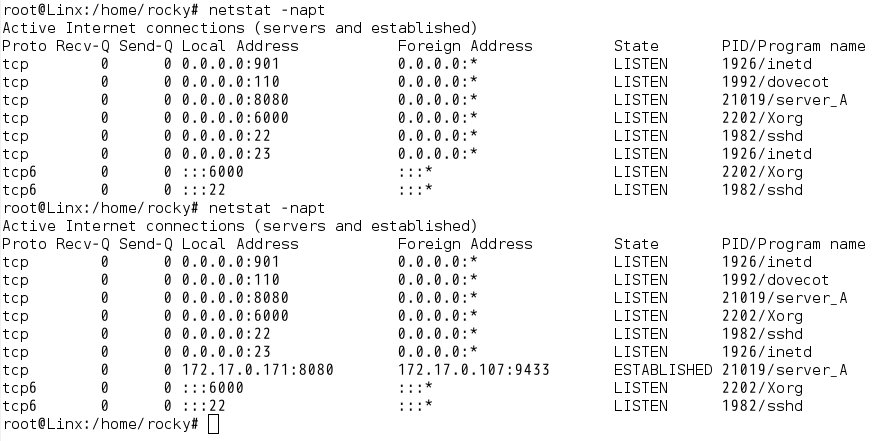 root@Linx:/home/rocky# netstat -napt
Active Internet connections (servers and established)
Proto Recv-Q Send-Q Local Address           Foreign Address         State       PID/Program name
tcp        0      0 0.0.0.0:901             0.0.0.0:*               LISTEN      1926/inetd
tcp        0      0 0.0.0.0:110             0.0.0.0:*               LISTEN      1992/dovecot
tcp        0      0 0.0.0.0:8080            0.0.0.0:*               LISTEN      21019/server_A
tcp        0      0 0.0.0.0:6000            0.0.0.0:*               LISTEN      2202/Xorg
tcp        0      0 0.0.0.0:22              0.0.0.0:*               LISTEN      1982/sshd
tcp        0      0 0.0.0.0:23              0.0.0.0:*               LISTEN      1926/inetd
tcp6       0      0 :::6000                 :::*                    LISTEN      2202/Xorg
tcp6       0      0 :::22                   :::*                    LISTEN      1982/sshd
root@Linx:/home/rocky# netstat -napt
Active Internet connections (servers and established)
Proto Recv-Q Send-Q Local Address           Foreign Address         State       PID/Program name
tcp        0      0 0.0.0.0:901             0.0.0.0:*               LISTEN      1926/inetd
tcp        0      0 0.0.0.0:110             0.0.0.0:*               LISTEN      1992/dovecot
tcp        0      0 0.0.0.0:8080            0.0.0.0:*               LISTEN      21019/server_A
tcp        0      0 0.0.0.0:6000            0.0.0.0:*               LISTEN      2202/Xorg
tcp        0      0 0.0.0.0:22              0.0.0.0:*               LISTEN      1982/sshd
tcp        0      0 0.0.0.0:23              0.0.0.0:*               LISTEN      1926/inetd
tcp        0      0 172.17.0.171:8080       172.17.0.107:9433       ESTABLISHED 21019/server_A
tcp6       0      0 :::6000                 :::*                    LISTEN      2202/Xorg
tcp6       0      0 :::22                   :::*                    LISTEN      1982/sshd
root@Linx:/home/rocky#